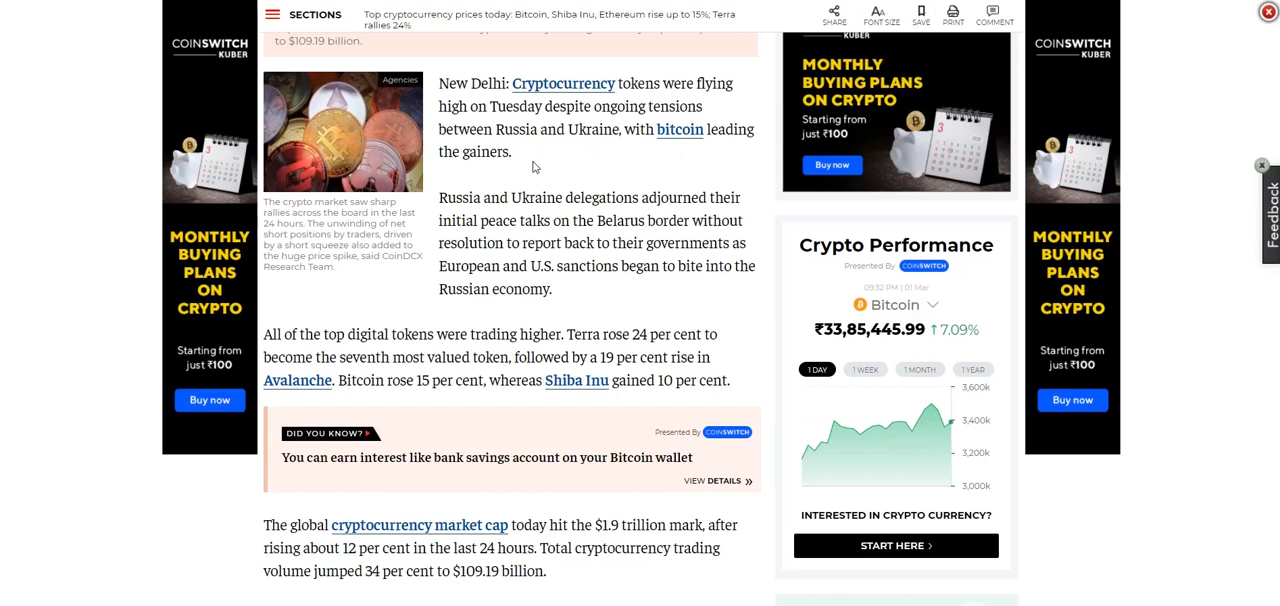 SECTIONS
Top cryptocurrency prices today: Bitcoin, Shiba Inu, Ethereum rise up to 15%; Terra
rallies 24%
SHARE
AA
FONT SIZE
SAVE
PRINT
COMMENT
to $109.19 billion.
COINSWITCH
KUBER
MONTHLY
BUYING
PLANS
ON
CRYPTO
Starting from
just ₹100
Buy now
Agencies
The crypto market saw sharp
rallies across the board in the last
24 hours. The unwinding of net
short positions by traders, driven
by a short squeeze also added to
the huge price spike, said CoinDCX
Research Team.
New Delhi: Cryptocurrency tokens were flying
high on Tuesday despite ongoing tensions
between Russia and Ukraine, with bitcoin leading
the gainers.
Russia and Ukraine delegations adjourned their
initial peace talks on the Belarus border without
resolution to report back to their governments as
European and U.S. sanctions began to bite into the
Russian economy.
All of the top digital tokens were trading higher. Terra rose 24 per cent to
become the seventh most valued token, followed by a 19 per cent rise in
Avalanche. Bitcoin rose 15 per cent, whereas Shiba Inu gained 10 per cent.
DID YOU KNOW?
Presented By COINSWITCH
You can earn interest like bank savings account on your Bitcoin wallet
VIEW DETAILS »
The global cryptocurrency market cap today hit the $1.9 trillion mark, after
rising about 12 per cent in the last 24 hours. Total cryptocurrency trading
volume jumped 34 per cent to $109.19 billion.
KUBER
MONTHLY
BUYING PLANS
ON CRYPTO
Starting from
just ₹100
3
Buy now
Crypto Performance
Presented By COINSWITCH
09:32 PM | 01 Mar
Bitcoin
₹33,85,445.99 ↑7.09%
1 DAY
1 WEEK
1 MONTH
1 YEAR
3,600k
3,400k
3,200k
3,000k
INTERESTED IN CRYPTO CURRENCY?
START HERE ›
COINSWITCH
KUBER
MONTHLY
BUYING
PLANS
ON
CRYPTO
Starting from
just ₹100
Buy now
Feedback